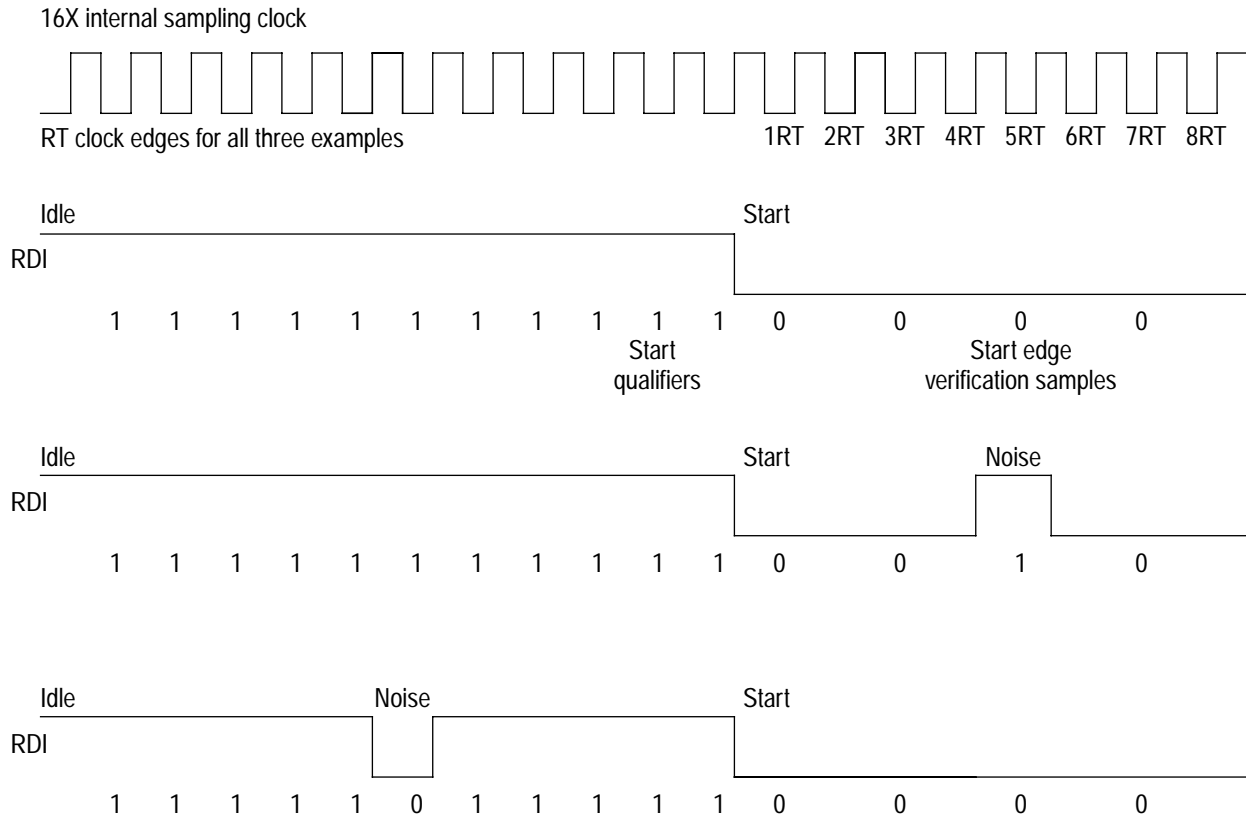 16X internal sampling clock
RT clock edges for all three examples
1RT 2RT 3RT 4RT 5RT 6RT 7RT 8RT
Idle Start
RDI
1 1 1 1 1 1 1 1 1 1 1 0 0 0 0
Start Start edge
qualifiers verification samples
Idle Start Noise
RDI
1 1 1 1 1 1 1 1 1 1 1 0 0 1 0
Idle Noise Start
RDI
1 1 1 1 1 0 1 1 1 1 1 0 0 0 0